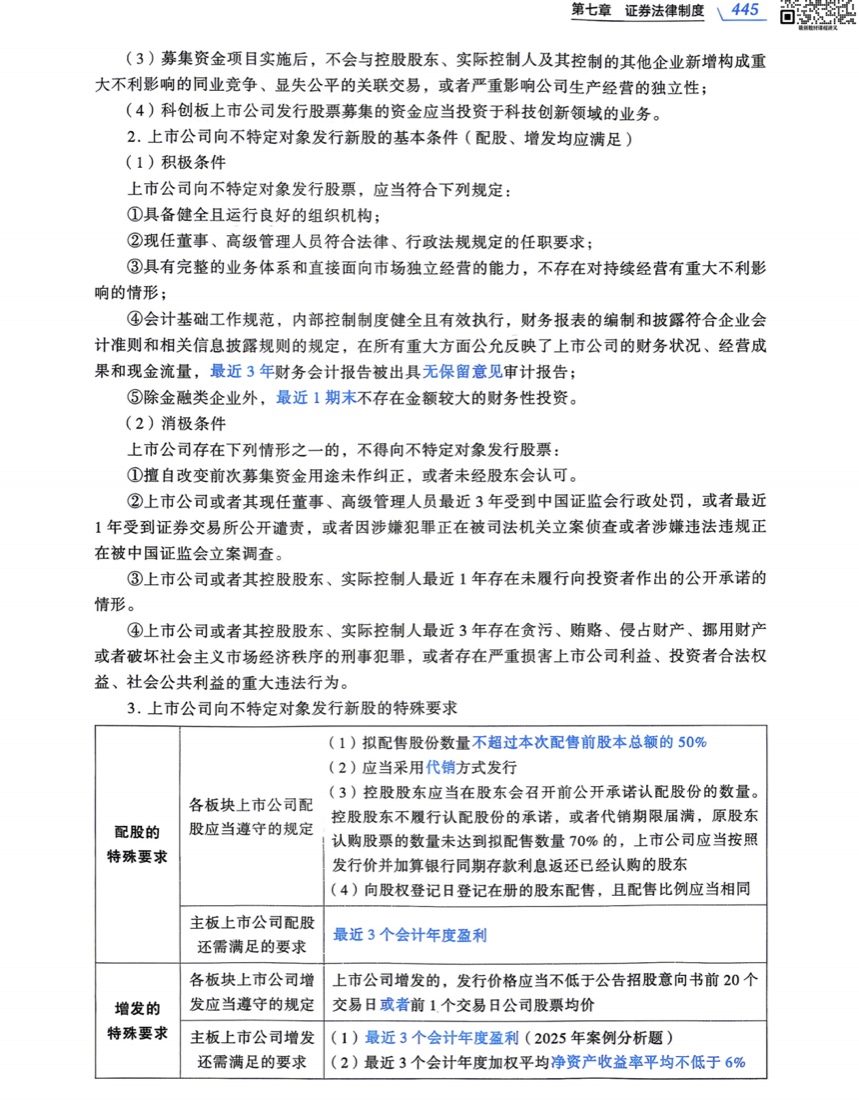 第七章 证券法律制度 445
（3）募集资金项目实施后，不会与控股股东、实际控制人及其控制的其他企业新增构成重
大不利影响的同业竞争、显失公平的关联交易，或者严重影响公司生产经营的独立性；
（4）科创板上市公司发行股票募集的资金应当投资于科技创新领域的业务。
2. 上市公司向不特定对象发行新股的基本条件（配股、增发均应满足）
（1）积极条件
上市公司向不特定对象发行股票，应当符合下列规定：
①具备健全且运行良好的组织机构；
②现任董事、高级管理人员符合法律、行政法规规定的任职要求；
③具有完整的业务体系和直接面向市场独立经营的能力，不存在对持续经营有重大不利影
响的情形；
④会计基础工作规范，内部控制制度健全且有效执行，财务报表的编制和披露符合企业会
计准则和相关信息披露规则的规定，在所有重大方面公允反映了上市公司的财务状况、经营成
果和现金流量，最近 3 年财务会计报告被出具无保留意见审计报告；
⑤除金融类企业外，最近 1 期末不存在金额较大的财务性投资。
（2）消极条件
上市公司存在下列情形之一的，不得向不特定对象发行股票：
①擅自改变前次募集资金用途未作纠正，或者未经股东会认可。
②上市公司或者其现任董事、高级管理人员最近 3 年受到中国证监会行政处罚，或者最近
1 年受到证券交易所公开谴责，或者因涉嫌犯罪正在被司法机关立案侦查或者涉嫌违法违规正
在被中国证监会立案调查。
③上市公司或者其控股股东、实际控制人最近 1 年存在未履行向投资者作出的公开承诺的
情形。
④上市公司或者其控股股东、实际控制人最近 3 年存在贪污、贿赂、侵占财产、挪用财产
或者破坏社会主义市场经济秩序的刑事犯罪，或者存在严重损害上市公司利益、投资者合法权
益、社会公共利益的重大违法行为。
3. 上市公司向不特定对象发行新股的特殊要求
配股的
特殊要求
各板块上市公司配
股应当遵守的规定
（1）拟配售股份数量不超过本次配售前股本总额的 50%
（2）应当采用代销方式发行
（3）控股股东应当在股东会召开前公开承诺认配股份的数量。
控股股东不履行认配股份的承诺，或者代销期限届满，原股东
认购股票的数量未达到拟配售数量 70% 的，上市公司应当按照
发行价并加算银行同期存款利息返还已经认购的股东
（4）向股权登记日登记在册的股东配售，且配售比例应当相同
主板上市公司配股
还需满足的要求
最近 3 个会计年度盈利
增发的
特殊要求
各板块上市公司增
发应当遵守的规定
上市公司增发的，发行价格应当不低于公告招股意向书前 20 个
交易日或者前 1 个交易日公司股票均价
主板上市公司增发
还需满足的要求
（1）最近 3 个会计年度盈利（2025 年案例分析题）
（2）最近 3 个会计年度加权平均净资产收益率平均不低于 6%